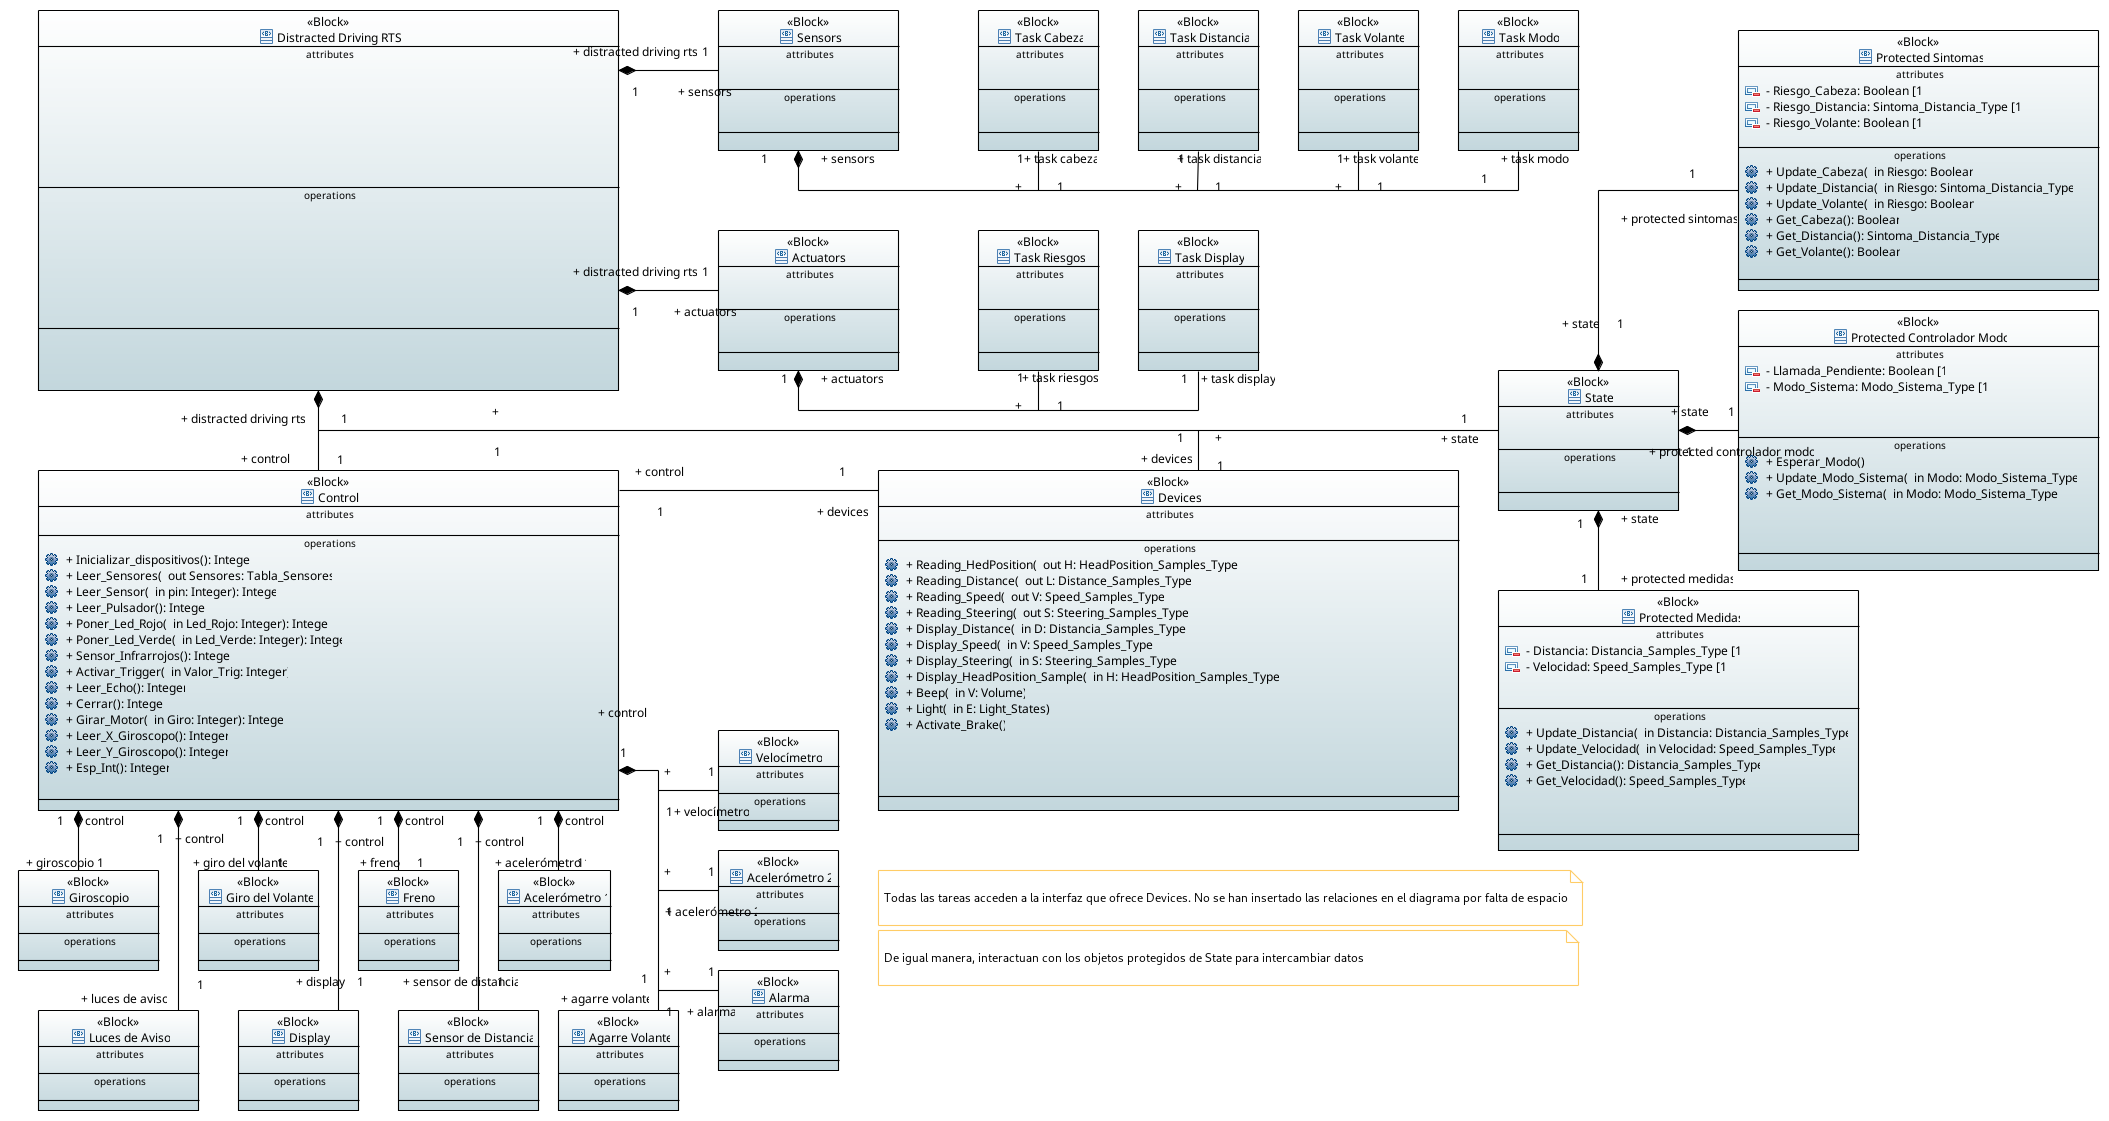 «Block»
Distracted Driving RTS
attributes
operations
+ distracted driving rts 1
1
+ sensors
«Block»
Sensors
attributes
operations
1
+ sensors
«Block»
Task Cabeza
attributes
operations
1
+ task cabeza
+
1
«Block»
Task Distancia
attributes
operations
+ task distancia
+
1
«Block»
Task Volante
attributes
operations
1
+ task volante
+
1
«Block»
Task Modo
attributes
operations
+ task modo
1
«Block»
Protected Sintomas
attributes
- Riesgo_Cabeza: Boolean [1
- Riesgo_Distancia: Sintoma_Distancia_Type [1
- Riesgo_Volante: Boolean [1
operations
+ Update_Cabeza(  in Riesgo: Boolean
+ Update_Distancia(  in Riesgo: Sintoma_Distancia_Type
+ Update_Volante(  in Riesgo: Boolean
+ Get_Cabeza(): Boolean
+ Get_Distancia(): Sintoma_Distancia_Type
+ Get_Volante(): Boolean
1
+ protected sintomas
+ state
1
+ distracted driving rts 1
1
+ actuators
«Block»
Actuators
attributes
operations
1
+ actuators
«Block»
Task Riesgos
attributes
operations
1
+ task riesgos
+
1
«Block»
Task Display
attributes
operations
1
+ task display
«Block»
Protected Controlador Modo
attributes
- Llamada_Pendiente: Boolean [1
- Modo_Sistema: Modo_Sistema_Type [1
operations
+ Esperar_Modo()
+ Update_Modo_Sistema(  in Modo: Modo_Sistema_Type
+ Get_Modo_Sistema(  in Modo: Modo_Sistema_Type
«Block»
State
attributes
operations
+ state
1
+ protected controlador modo
1
+ distracted driving rts
1
+
1
1
+ state
1
+
+ devices
1
+ control
1
1
+ state
1
+ protected medidas
«Block»
Control
attributes
operations
+ Inicializar_dispositivos(): Intege
+ Leer_Sensores(  out Sensores: Tabla_Sensores
+ Leer_Sensor(  in pin: Integer): Intege
+ Leer_Pulsador(): Intege
+ Poner_Led_Rojo(  in Led_Rojo: Integer): Intege
+ Poner_Led_Verde(  in Led_Verde: Integer): Intege
+ Sensor_Infrarrojos(): Intege
+ Activar_Trigger(  in Valor_Trig: Integer)
+ Leer_Echo(): Integer
+ Cerrar(): Intege
+ Girar_Motor(  in Giro: Integer): Intege
+ Leer_X_Giroscopo(): Integer
+ Leer_Y_Giroscopo(): Integer
+ Esp_Int(): Integer
+ control
1
1
+ devices
«Block»
Devices
attributes
operations
+ Reading_HedPosition(  out H: HeadPosition_Samples_Type
+ Reading_Distance(  out L: Distance_Samples_Type
+ Reading_Speed(  out V: Speed_Samples_Type
+ Reading_Steering(  out S: Steering_Samples_Type
+ Display_Distance(  in D: Distancia_Samples_Type
+ Display_Speed(  in V: Speed_Samples_Type
+ Display_Steering(  in S: Steering_Samples_Type
+ Display_HeadPosition_Sample(  in H: HeadPosition_Samples_Type
+ Beep(  in V: Volume)
+ Light(  in E: Light_States)
+ Activate_Brake()
«Block»
Protected Medidas
attributes
- Distancia: Distancia_Samples_Type [1
- Velocidad: Speed_Samples_Type [1
operations
+ Update_Distancia(  in Distancia: Distancia_Samples_Type
+ Update_Velocidad(  in Velocidad: Speed_Samples_Type
+ Get_Distancia(): Distancia_Samples_Type
+ Get_Velocidad(): Speed_Samples_Type
+ control
1
+
1
1
+ velocímetro
«Block»
Velocímetro
attributes
operations
+
1
+ acelerómetro 2
«Block»
Acelerómetro 2
attributes
operations
+
1
1
+ alarma
«Block»
Alarma
attributes
operations
1
control
+ giroscopio 1
«Block»
Giroscopio
attributes
operations
1
- control
+ luces de aviso
1
«Block»
Luces de Aviso
attributes
operations
1
control
+ giro del volante
1
«Block»
Giro del Volante
attributes
operations
1
- control
+ display
1
«Block»
Display
attributes
operations
1
control
+ freno
1
«Block»
Freno
attributes
operations
1
- control
+ sensor de distancia
1
«Block»
Sensor de Distancia
attributes
operations
1
control
+ acelerómetro 1
«Block»
Acelerómetro 1
attributes
operations
1
+ agarre volante
«Block»
Agarre Volante
attributes
operations
Todas las tareas acceden a la interfaz que ofrece Devices. No se han insertado las relaciones en el diagrama por falta de espacio
De igual manera, interactuan con los objetos protegidos de State para intercambiar datos